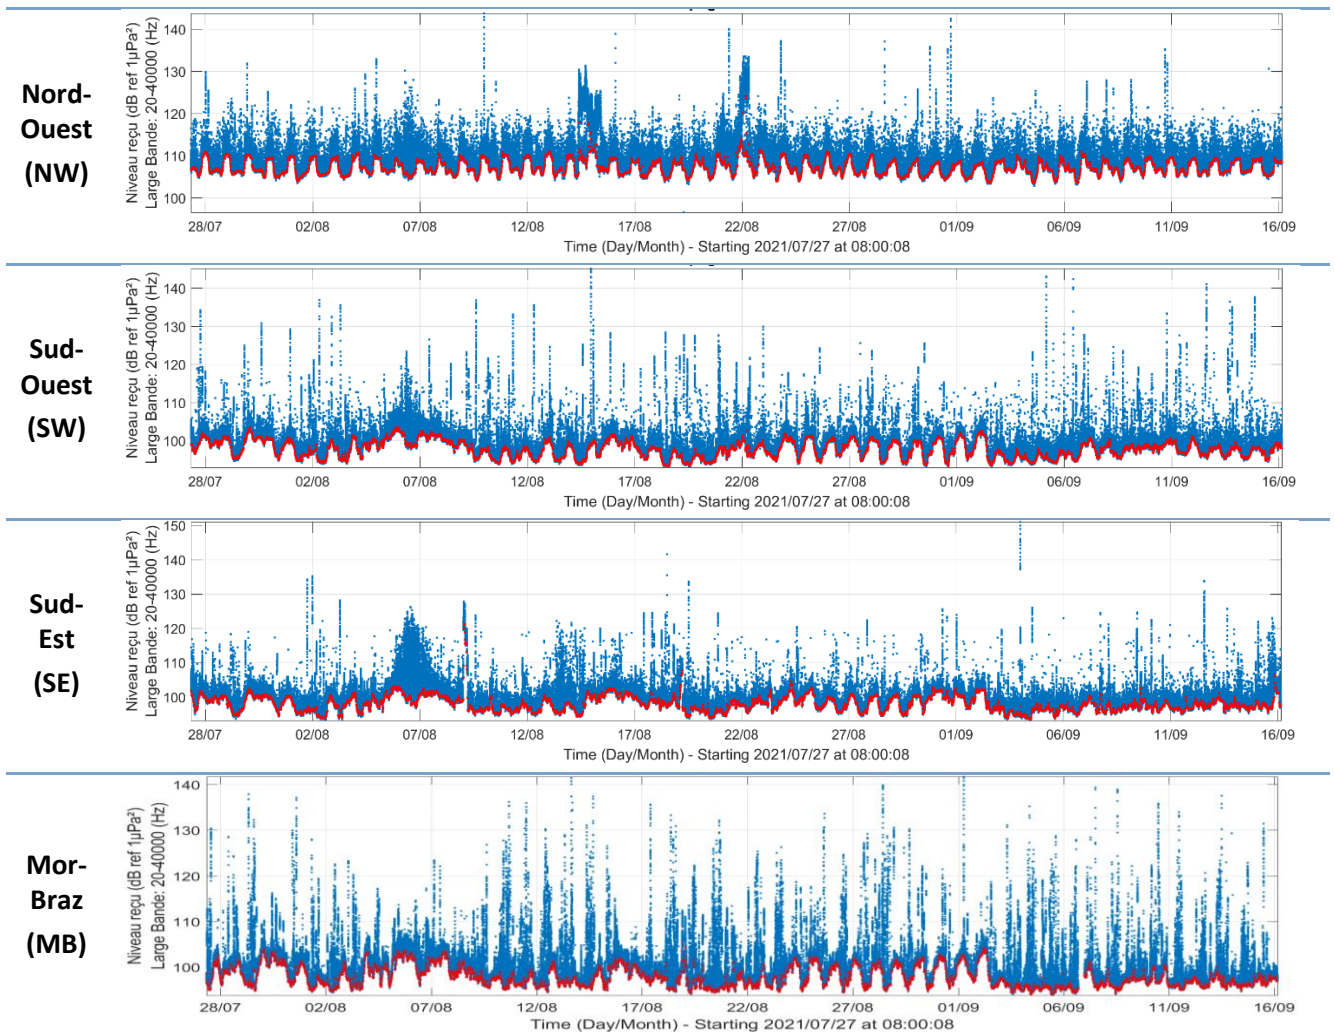 Nord-
Ouest
(NW)
Niveau reçu (dB ref 1µPa²)
Large Bande: 20-40000 (Hz)
140
130
120
110
100
28/07 02/08 07/08 12/08 17/08 22/08 27/08 01/09 06/09 11/09 16/09
Time (Day/Month) - Starting 2021/07/27 at 08:00:08
Sud-
Ouest
(SW)
Niveau reçu (dB ref 1µPa²)
Large Bande: 20-40000 (Hz)
140
130
120
110
100
28/07 02/08 07/08 12/08 17/08 22/08 27/08 01/09 06/09 11/09 16/09
Time (Day/Month) - Starting 2021/07/27 at 08:00:08
Sud-
Est
(SE)
Niveau reçu (dB ref 1µPa²)
Large Bande: 20-40000 (Hz)
150
140
130
120
110
100
28/07 02/08 07/08 12/08 17/08 22/08 27/08 01/09 06/09 11/09 16/09
Time (Day/Month) - Starting 2021/07/27 at 08:00:08
Mor-
Braz
(MB)
Niveau reçu (dB ref 1µPa²)
Large Bande: 20-40000 (Hz)
140
130
120
110
100
28/07 02/08 07/08 12/08 17/08 22/08 27/08 01/09 06/09 11/09 16/09
Time (Day/Month) - Starting 2021/07/27 at 08:00:08